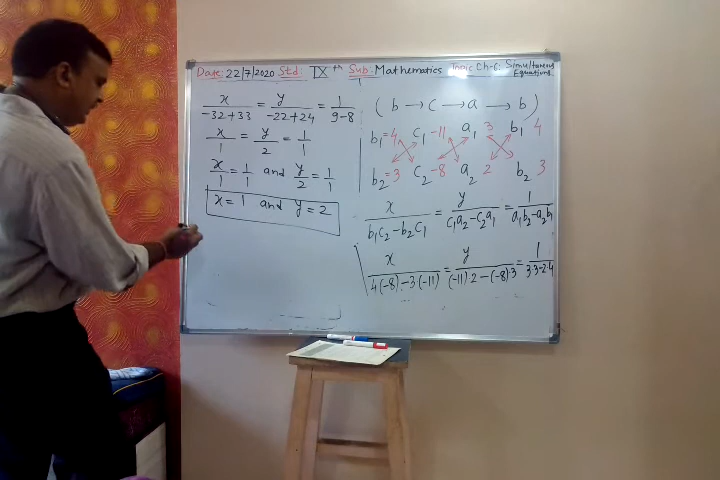 Date: 22/7/2020 Std: IXth Sub: Mathematics Topic Ch-6: Simultaneous Equations
x/(-32+33) = y/(-22+24) = 1/(9-8)
x/1 = y/2 = 1/1
x/1 = 1/1 and y/2 = 1/1
x = 1 and y = 2
( b → c → a → b )
b₁=4 c₁-11 a₁ 3 b₁ 4
b₂=3 c₂-8 a₂ 2 b₂ 3
x/(b₁c₂-b₂c₁) = y/(c₁a₂-c₂a₁) = 1/(a₁b₂-a₂b₁)
x/(4(-8)-3·(-11)) = y/((-11)·2-(-8)·3) = 1/(3·3-2·4)